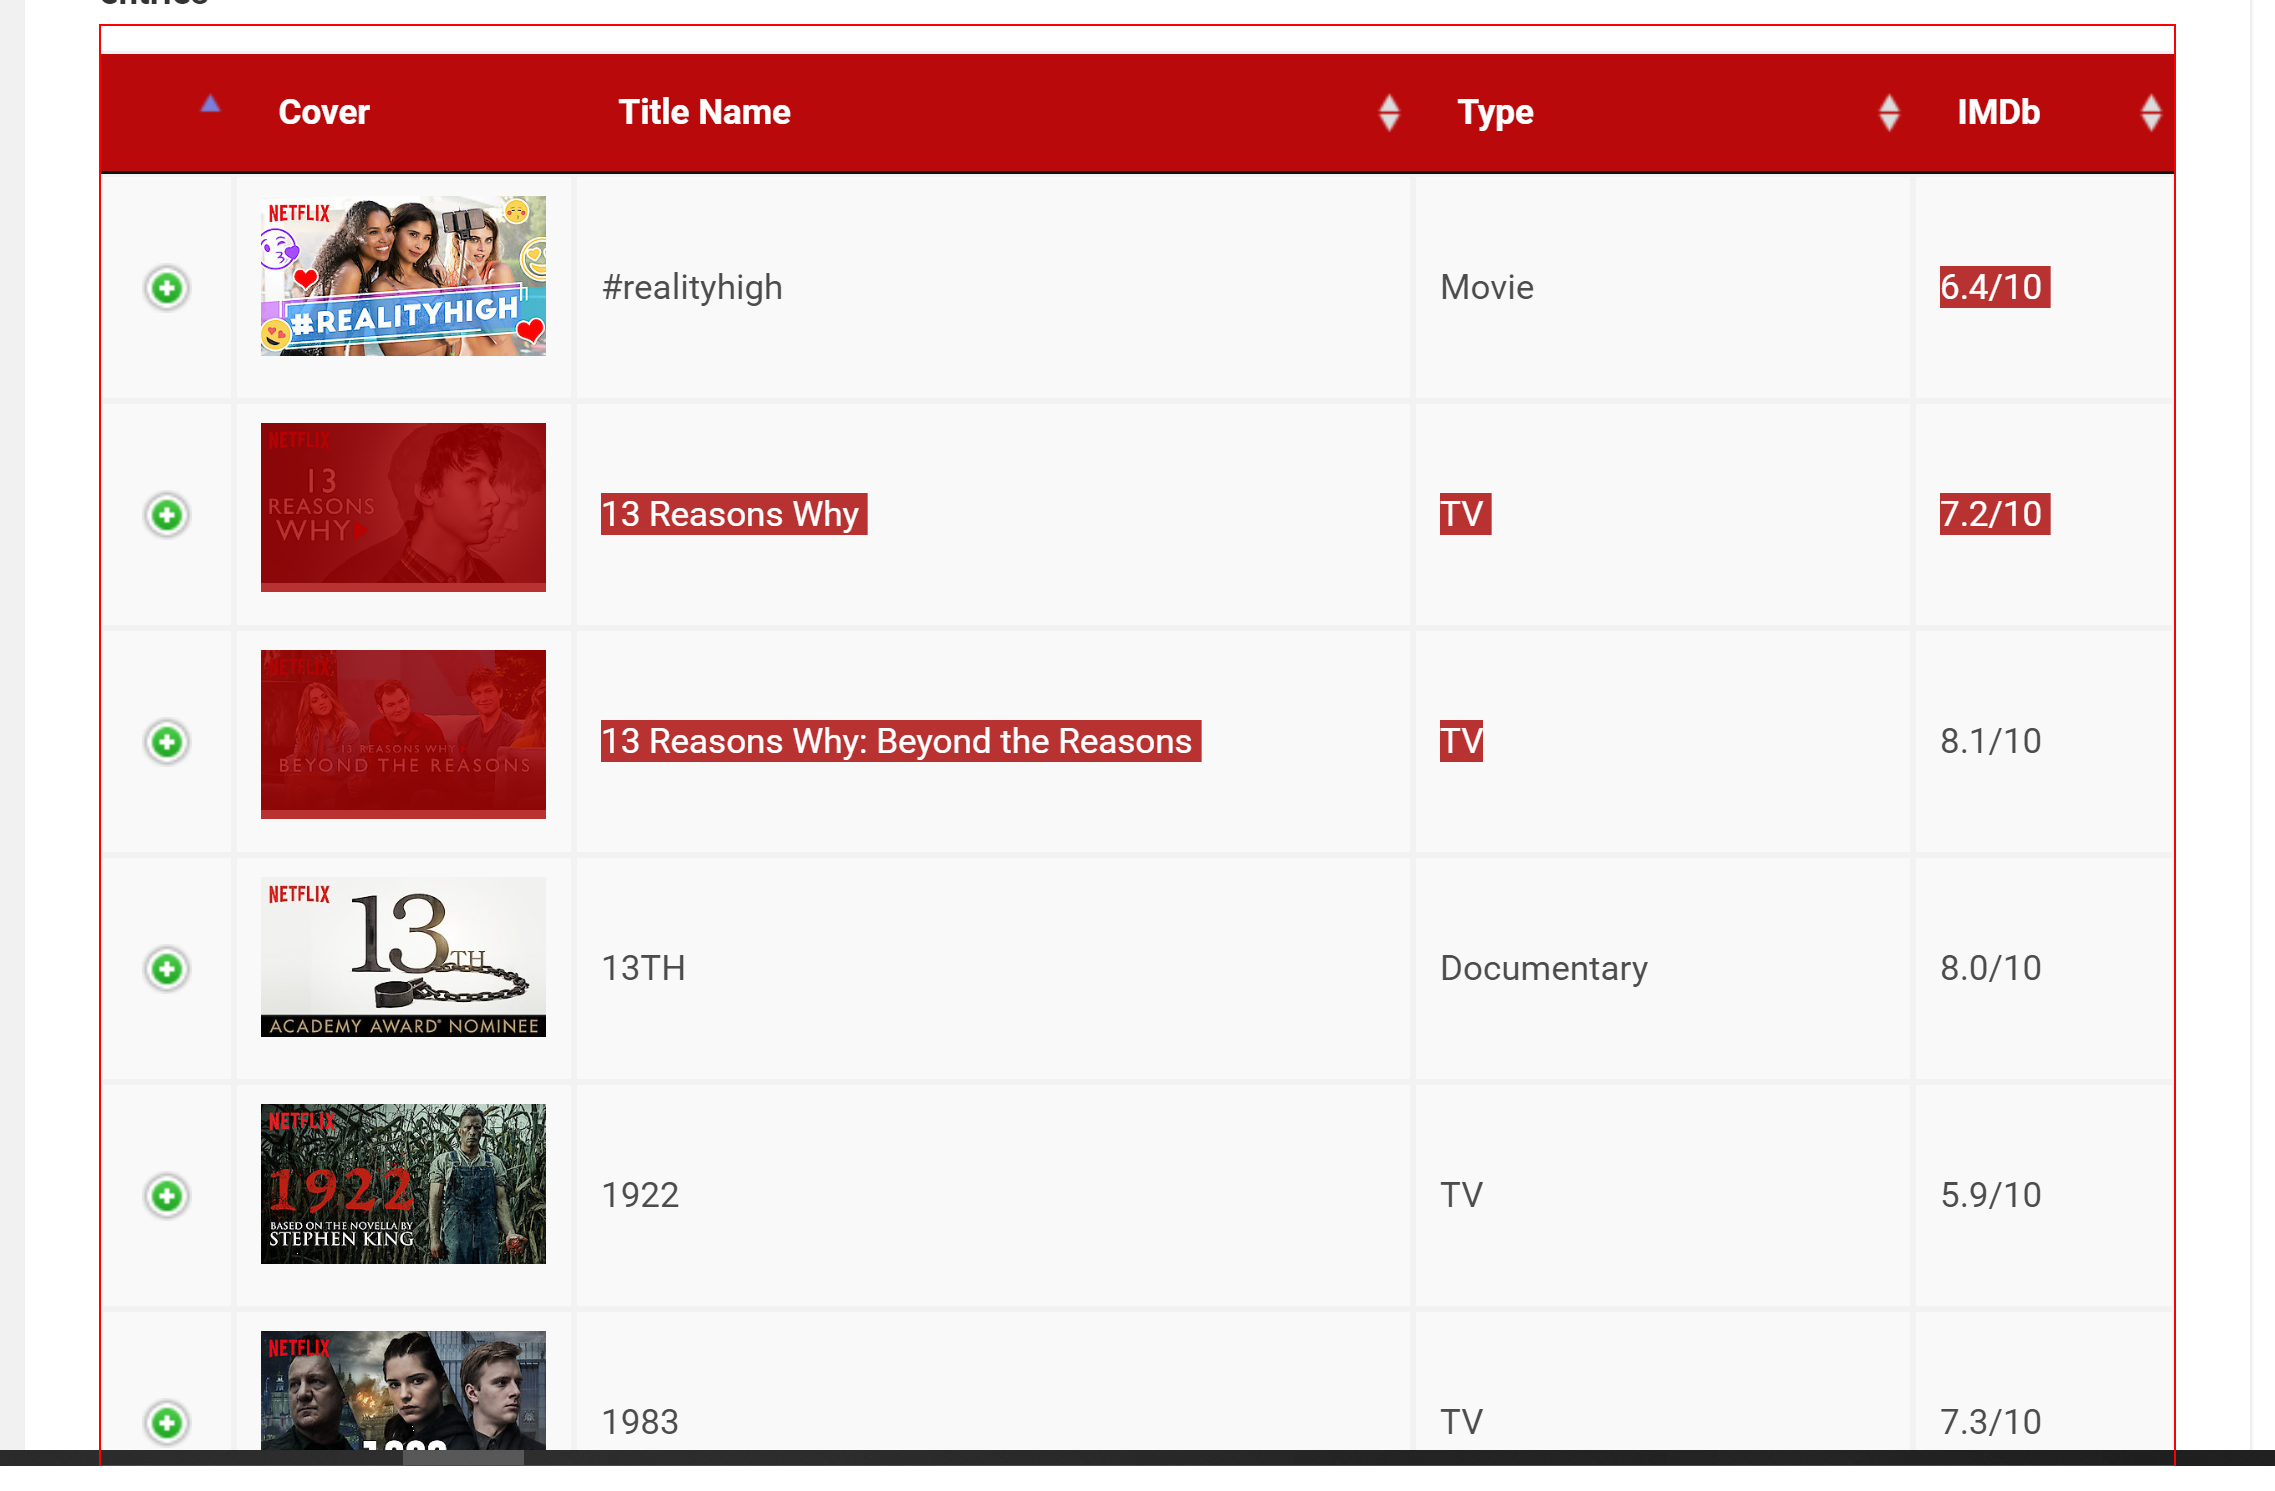 Cover Title Name Type IMDb
NETFLIX
#REALITYHIGH
#realityhigh Movie 6.4/10
NETFLIX
13
REASONS
WHY
13 Reasons Why TV 7.2/10
NETFLIX
13 REASONS WHY
BEYOND THE REASONS
13 Reasons Why: Beyond the Reasons TV 8.1/10
NETFLIX
13TH
ACADEMY AWARD® NOMINEE
13TH Documentary 8.0/10
NETFLIX
1922
BASED ON THE NOVELLA BY
STEPHEN KING
1922 TV 5.9/10
NETFLIX
1983 TV 7.3/10